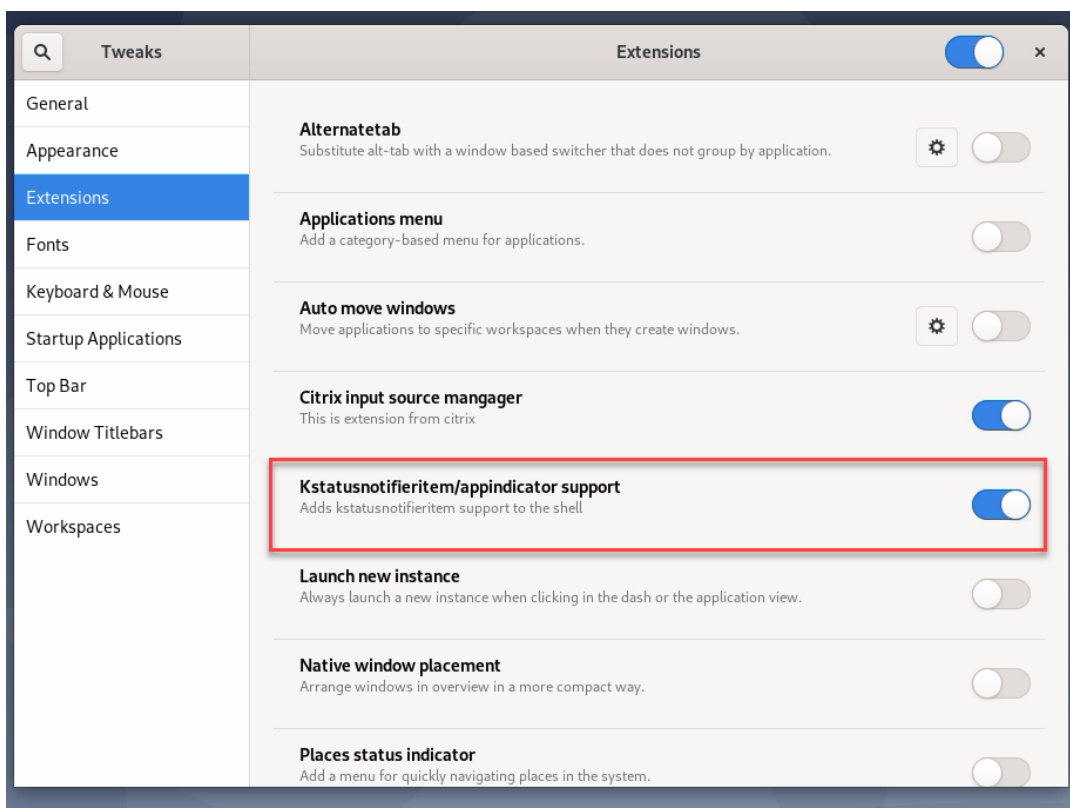 Tweaks
Extensions
General
Appearance
Extensions
Fonts
Keyboard & Mouse
Startup Applications
Top Bar
Window Titlebars
Windows
Workspaces
Alternatetab
Substitute alt-tab with a window based switcher that does not group by application.
Applications menu
Add a category-based menu for applications.
Auto move windows
Move applications to specific workspaces when they create windows.
Citrix input source mangager
This is extension from citrix
Kstatusnotifieritem/appindicator support
Adds kstatusnotifieritem support to the shell
Launch new instance
Always launch a new instance when clicking in the dash or the application view.
Native window placement
Arrange windows in overview in a more compact way.
Places status indicator
Add a menu for quickly navigating places in the system.